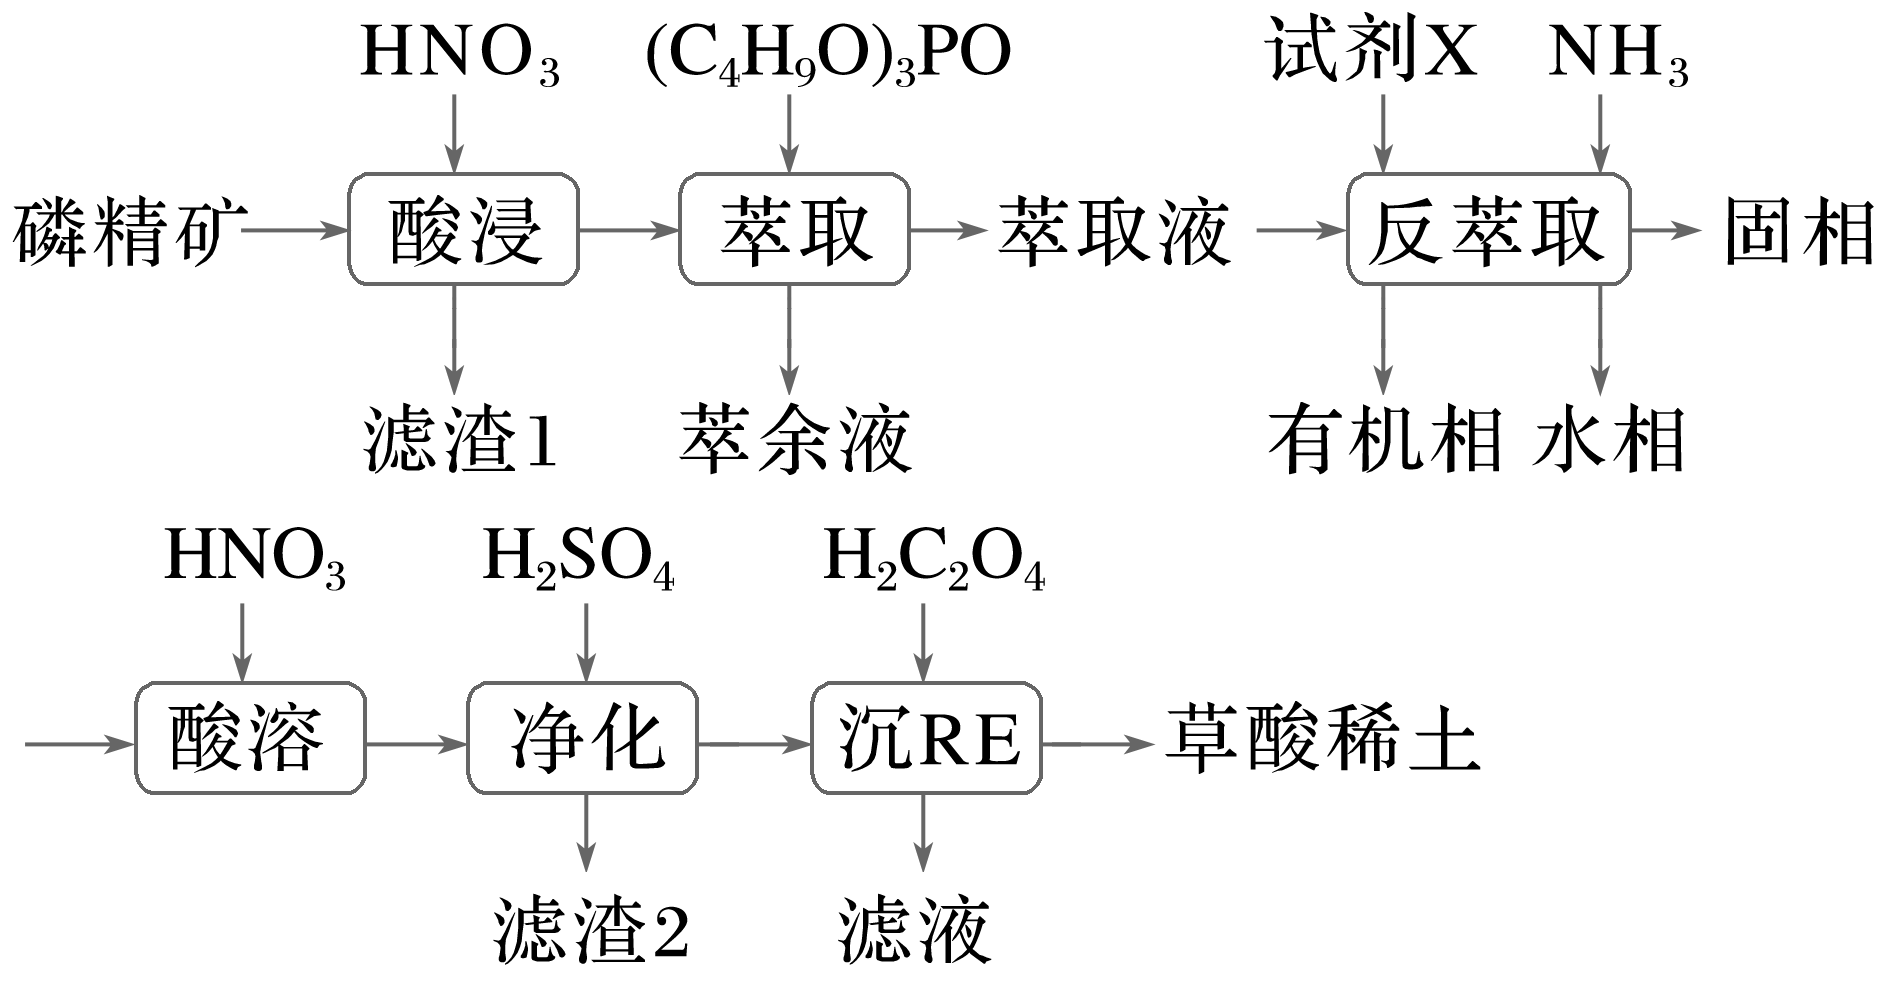 HNO₃ (C₄H₉O)₃PO 试剂X NH₃
磷精矿 酸浸 萃取 萃取液 反萃取 固相
滤渣1 萃余液 有机相 水相
HNO₃ H₂SO₄ H₂C₂O₄
酸溶 净化 沉RE 草酸稀土
滤渣2 滤液